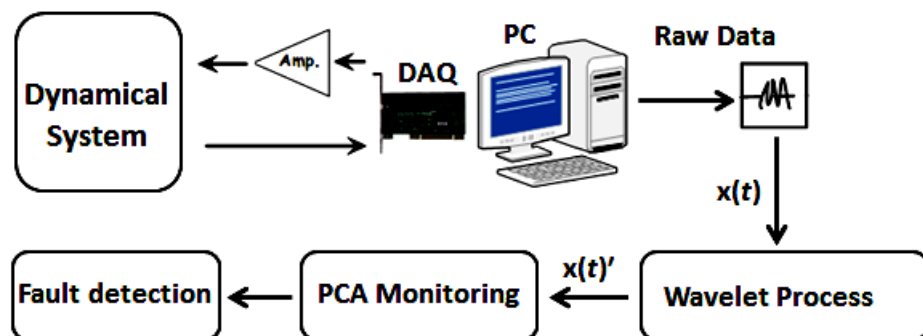 PC
Raw Data
Amp.
DAQ
Dynamical
System
x(t)
x(t)′
Fault detection
PCA Monitoring
Wavelet Process